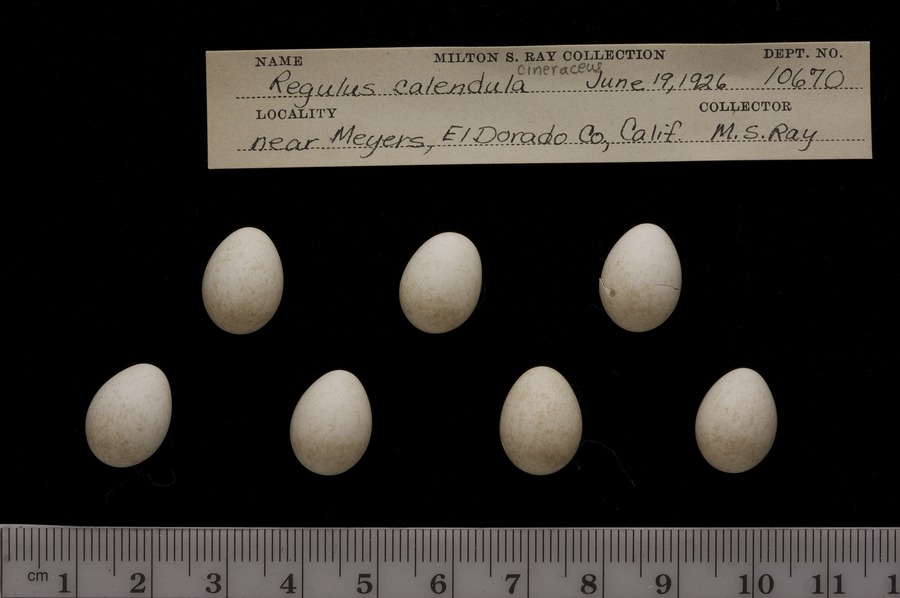 NAME MILTON S. RAY COLLECTION DEPT. NO.
cineraceus
Regulus calendula June 19, 1926 10670
LOCALITY COLLECTOR
near Meyers, El Dorado Co, Calif. M. S. Ray
cm 1 2 3 4 5 6 7 8 9 10 11 1